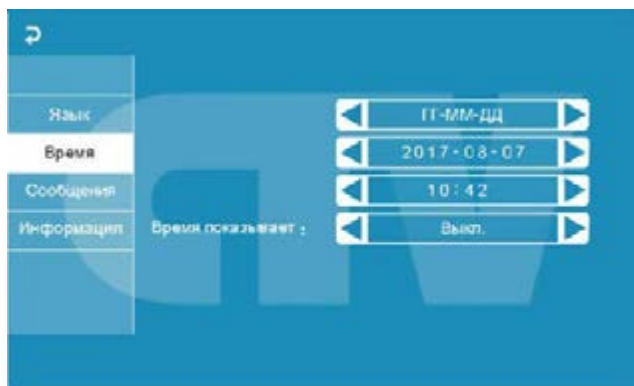 Язык
ГГ-ММ-ДД
Время
2017-08-07
Сообщения
10:42
Информация
Время показывает :
Выкл.